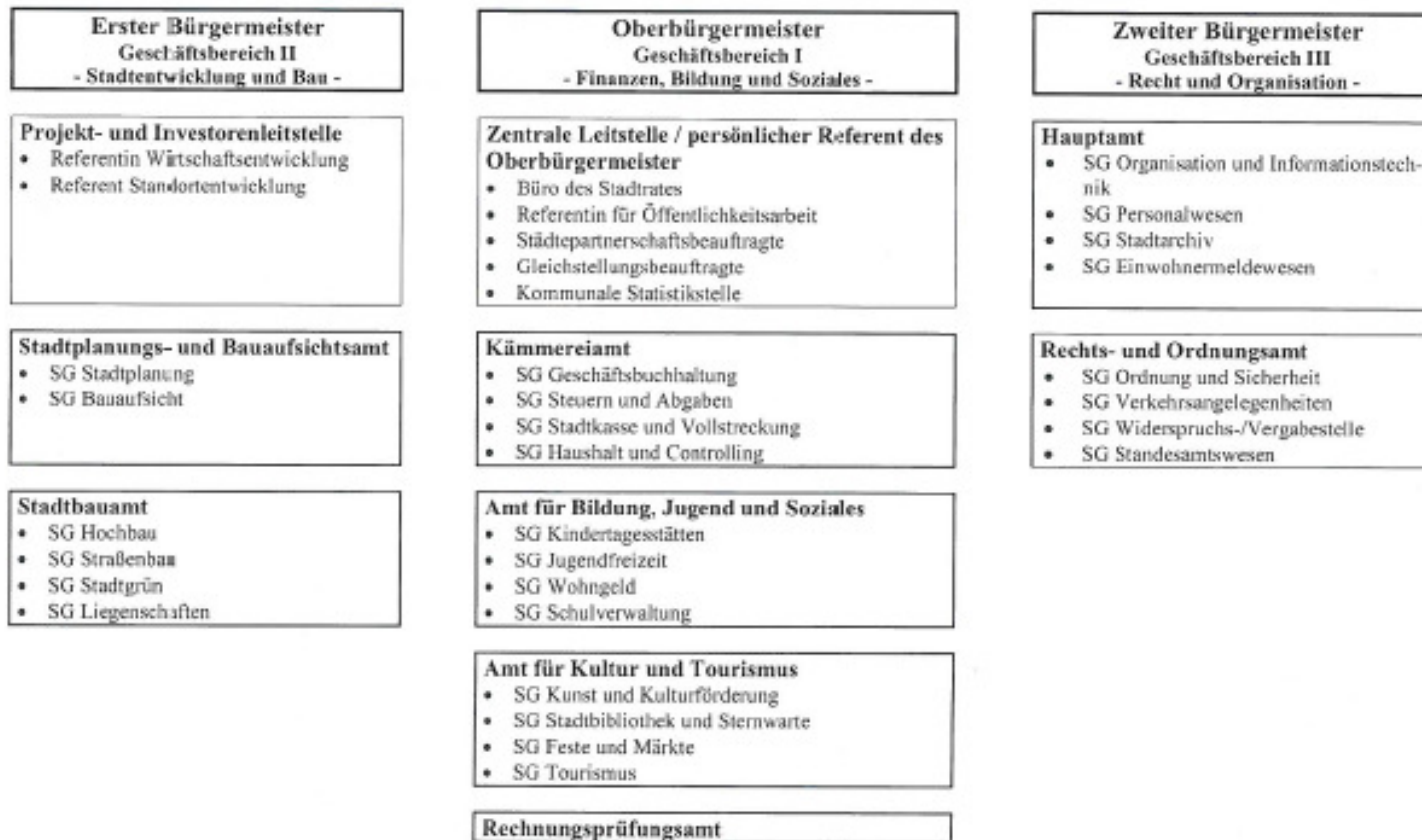 Erster Bürgermeister
Geschäftsbereich II
- Stadtentwicklung und Bau -
Projekt- und Investorenleitstelle
• Referentin Wirtschaftsentwicklung
• Referent Standortentwicklung
Stadtplanungs- und Bauaufsichtsamt
• SG Stadtplanung
• SG Bauaufsicht
Stadtbauamt
• SG Hochbau
• SG Straßenbau
• SG Stadtgrün
• SG Liegenschaften
Oberbürgermeister
Geschäftsbereich I
- Finanzen, Bildung und Soziales -
Zentrale Leitstelle / persönlicher Referent des
Oberbürgermeister
• Büro des Stadtrates
• Referentin für Öffentlichkeitsarbeit
• Städtepartnerschaftsbeauftragte
• Gleichstellungsbeauftragte
• Kommunale Statistikstelle
Kämmereiamt
• SG Geschäftsbuchhaltung
• SG Steuern und Abgaben
• SG Stadtkasse und Vollstreckung
• SG Haushalt und Controlling
Amt für Bildung, Jugend und Soziales
• SG Kindertagesstätten
• SG Jugendfreizeit
• SG Wohngeld
• SG Schulverwaltung
Amt für Kultur und Tourismus
• SG Kunst und Kulturförderung
• SG Stadtbibliothek und Sternwarte
• SG Feste und Märkte
• SG Tourismus
Rechnungsprüfungsamt
Zweiter Bürgermeister
Geschäftsbereich III
- Recht und Organisation -
Hauptamt
• SG Organisation und Informationstech-
nik
• SG Personalwesen
• SG Stadtarchiv
• SG Einwohnermeldewesen
Rechts- und Ordnungsamt
• SG Ordnung und Sicherheit
• SG Verkehrsangelegenheiten
• SG Widerspruchs-/Vergabestelle
• SG Standesamtswesen